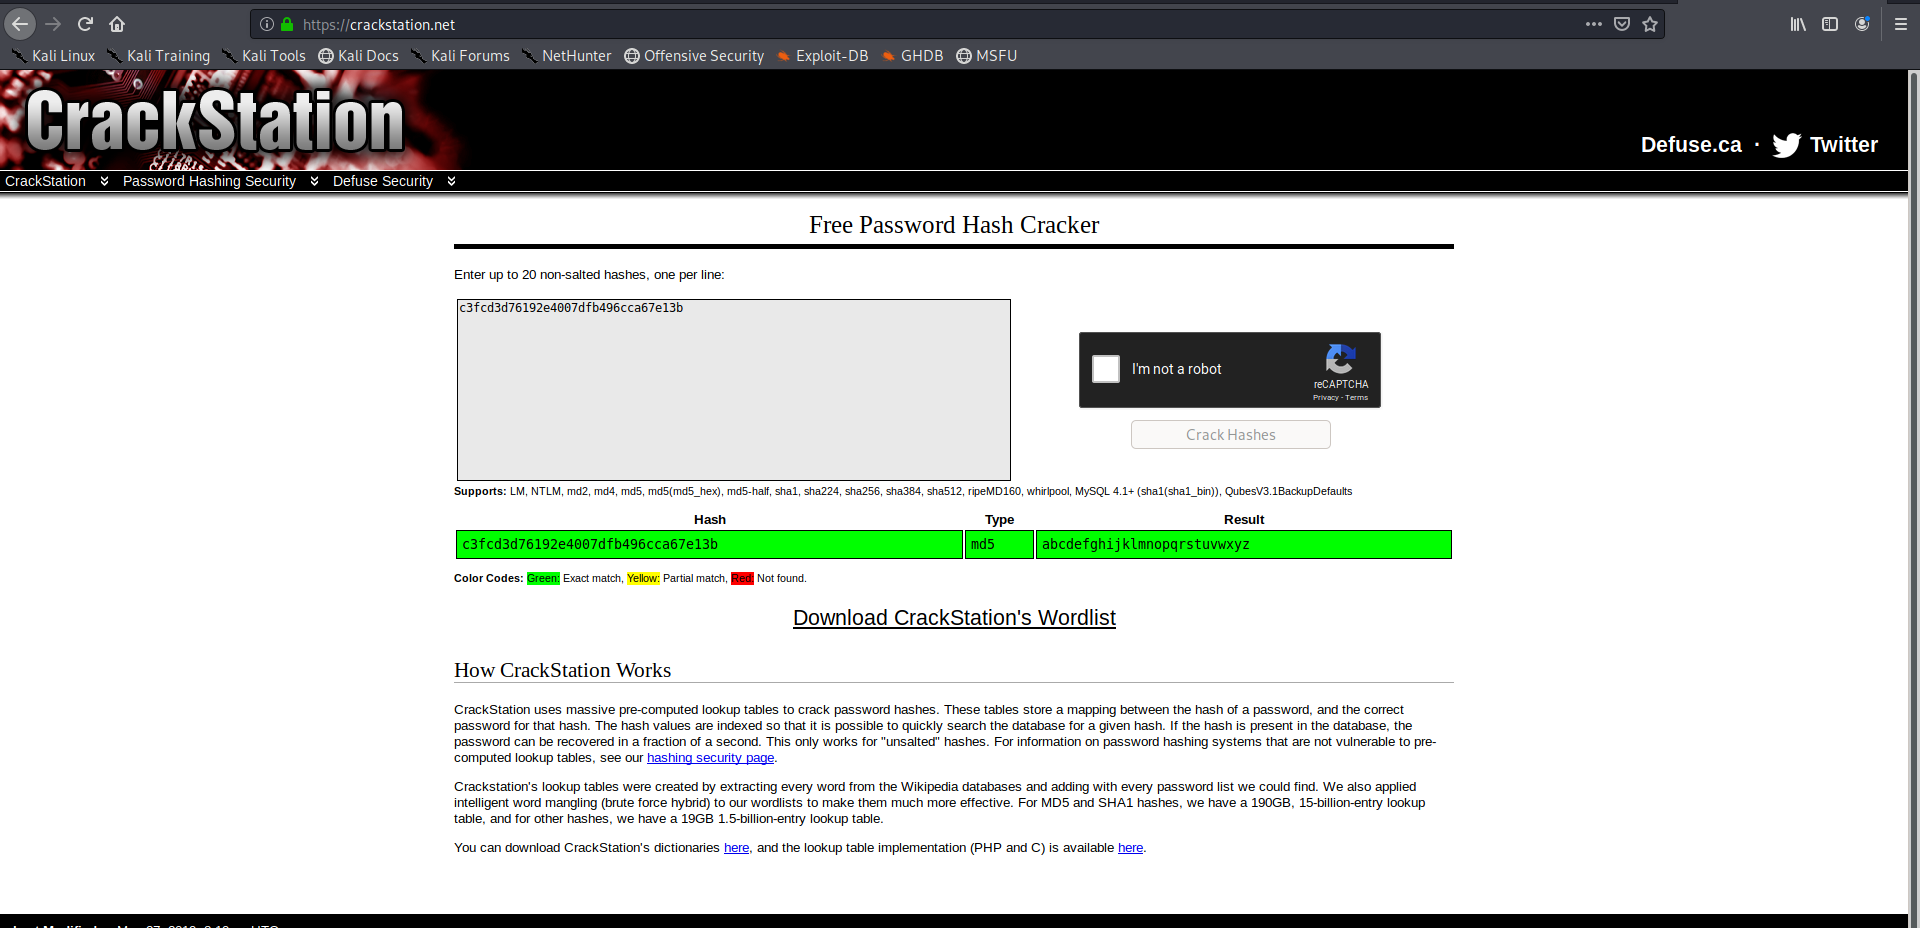 https://crackstation.net
Kali Linux Kali Training Kali Tools Kali Docs Kali Forums NetHunter Offensive Security Exploit-DB GHDB MSFU
CrackStation
Defuse.ca · Twitter
CrackStation Password Hashing Security Defuse Security
Free Password Hash Cracker
Enter up to 20 non-salted hashes, one per line:
c3fcd3d76192e4007dfb496cca67e13b
I'm not a robot
reCAPTCHA
Privacy - Terms
Crack Hashes
Supports: LM, NTLM, md2, md4, md5, md5(md5_hex), md5-half, sha1, sha224, sha256, sha384, sha512, ripeMD160, whirlpool, MySQL 4.1+ (sha1(sha1_bin)), QubesV3.1BackupDefaults
Hash Type Result
c3fcd3d76192e4007dfb496cca67e13b md5 abcdefghijklmnopqrstuvwxyz
Color Codes: Green: Exact match, Yellow: Partial match, Red: Not found.
Download CrackStation's Wordlist
How CrackStation Works
CrackStation uses massive pre-computed lookup tables to crack password hashes. These tables store a mapping between the hash of a password, and the correct
password for that hash. The hash values are indexed so that it is possible to quickly search the database for a given hash. If the hash is present in the database, the
password can be recovered in a fraction of a second. This only works for "unsalted" hashes. For information on password hashing systems that are not vulnerable to pre-
computed lookup tables, see our hashing security page.
Crackstation's lookup tables were created by extracting every word from the Wikipedia databases and adding with every password list we could find. We also applied
intelligent word mangling (brute force hybrid) to our wordlists to make them much more effective. For MD5 and SHA1 hashes, we have a 190GB, 15-billion-entry lookup
table, and for other hashes, we have a 19GB 1.5-billion-entry lookup table.
You can download CrackStation's dictionaries here, and the lookup table implementation (PHP and C) is available here.